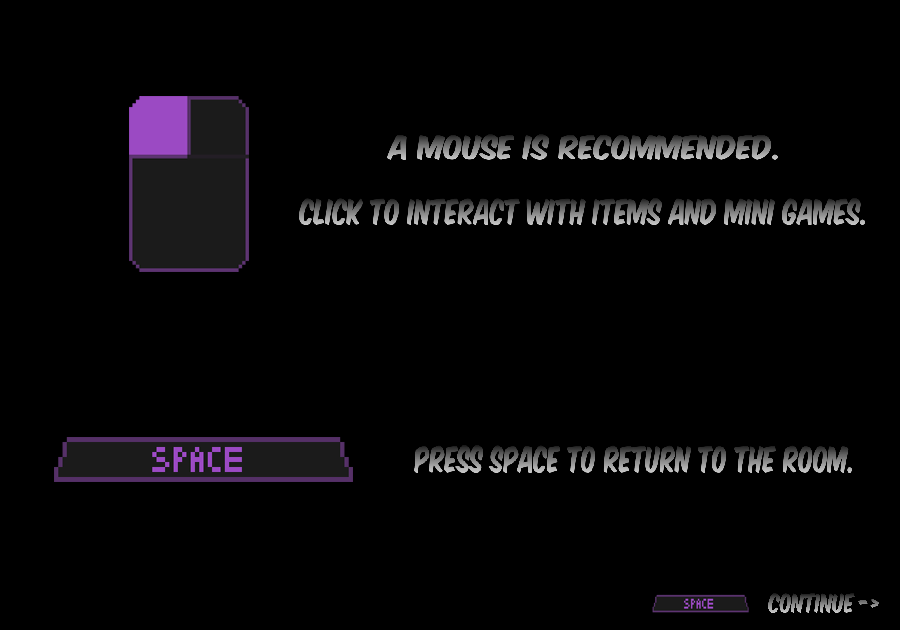 A MOUSE IS RECOMMENDED.
CLICK TO INTERACT WITH ITEMS AND MINI GAMES.
SPACE
PRESS SPACE TO RETURN TO THE ROOM.
SPACE
CONTINUE -->